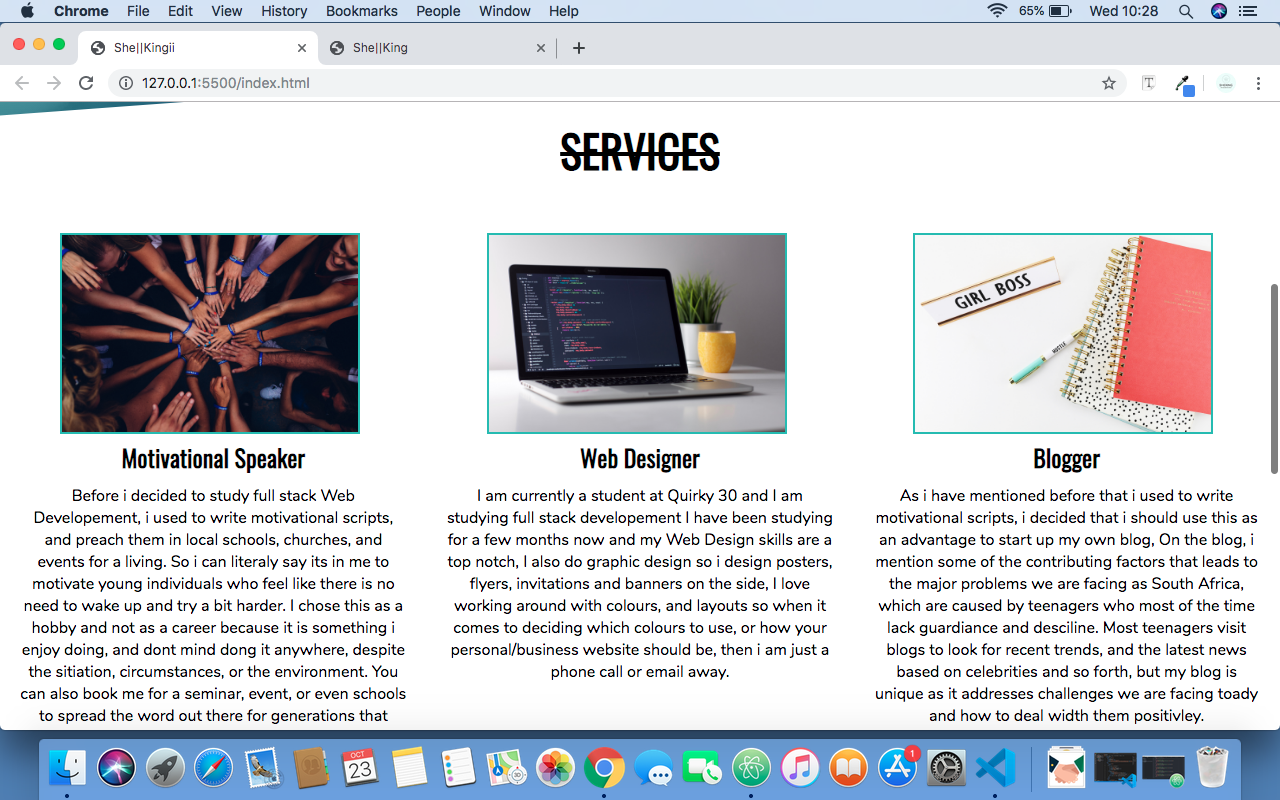 Chrome File Edit View History Bookmarks People Window Help 65% Wed 10:28
She||Kingii She||King
127.0.0.1:5500/index.html
SERVICES
GIRL BOSS
HUSTLE
Motivational Speaker
Before i decided to study full stack Web
Developement, i used to write motivational scripts,
and preach them in local schools, churches, and
events for a living. So i can literaly say its in me to
motivate young individuals who feel like there is no
need to wake up and try a bit harder. I chose this as a
hobby and not as a career because it is something i
enjoy doing, and dont mind dong it anywhere, despite
the sitiation, circumstances, or the environment. You
can also book me for a seminar, event, or even schools
to spread the word out there for generations that
Web Designer
I am currently a student at Quirky 30 and I am
studying full stack developement I have been studying
for a few months now and my Web Design skills are a
top notch, I also do graphic design so i design posters,
flyers, invitations and banners on the side, I love
working around with colours, and layouts so when it
comes to deciding which colours to use, or how your
personal/business website should be, then i am just a
phone call or email away.
Blogger
As i have mentioned before that i used to write
motivational scripts, i decided that i should use this as
an advantage to start up my own blog, On the blog, i
mention some of the contributing factors that leads to
the major problems we are facing as South Africa,
which are caused by teenagers who most of the time
lack guardiance and desciline. Most teenagers visit
blogs to look for recent trends, and the latest news
based on celebrities and so forth, but my blog is
unique as it addresses challenges we are facing toady
and how to deal width them positivley.
OCT
23
1